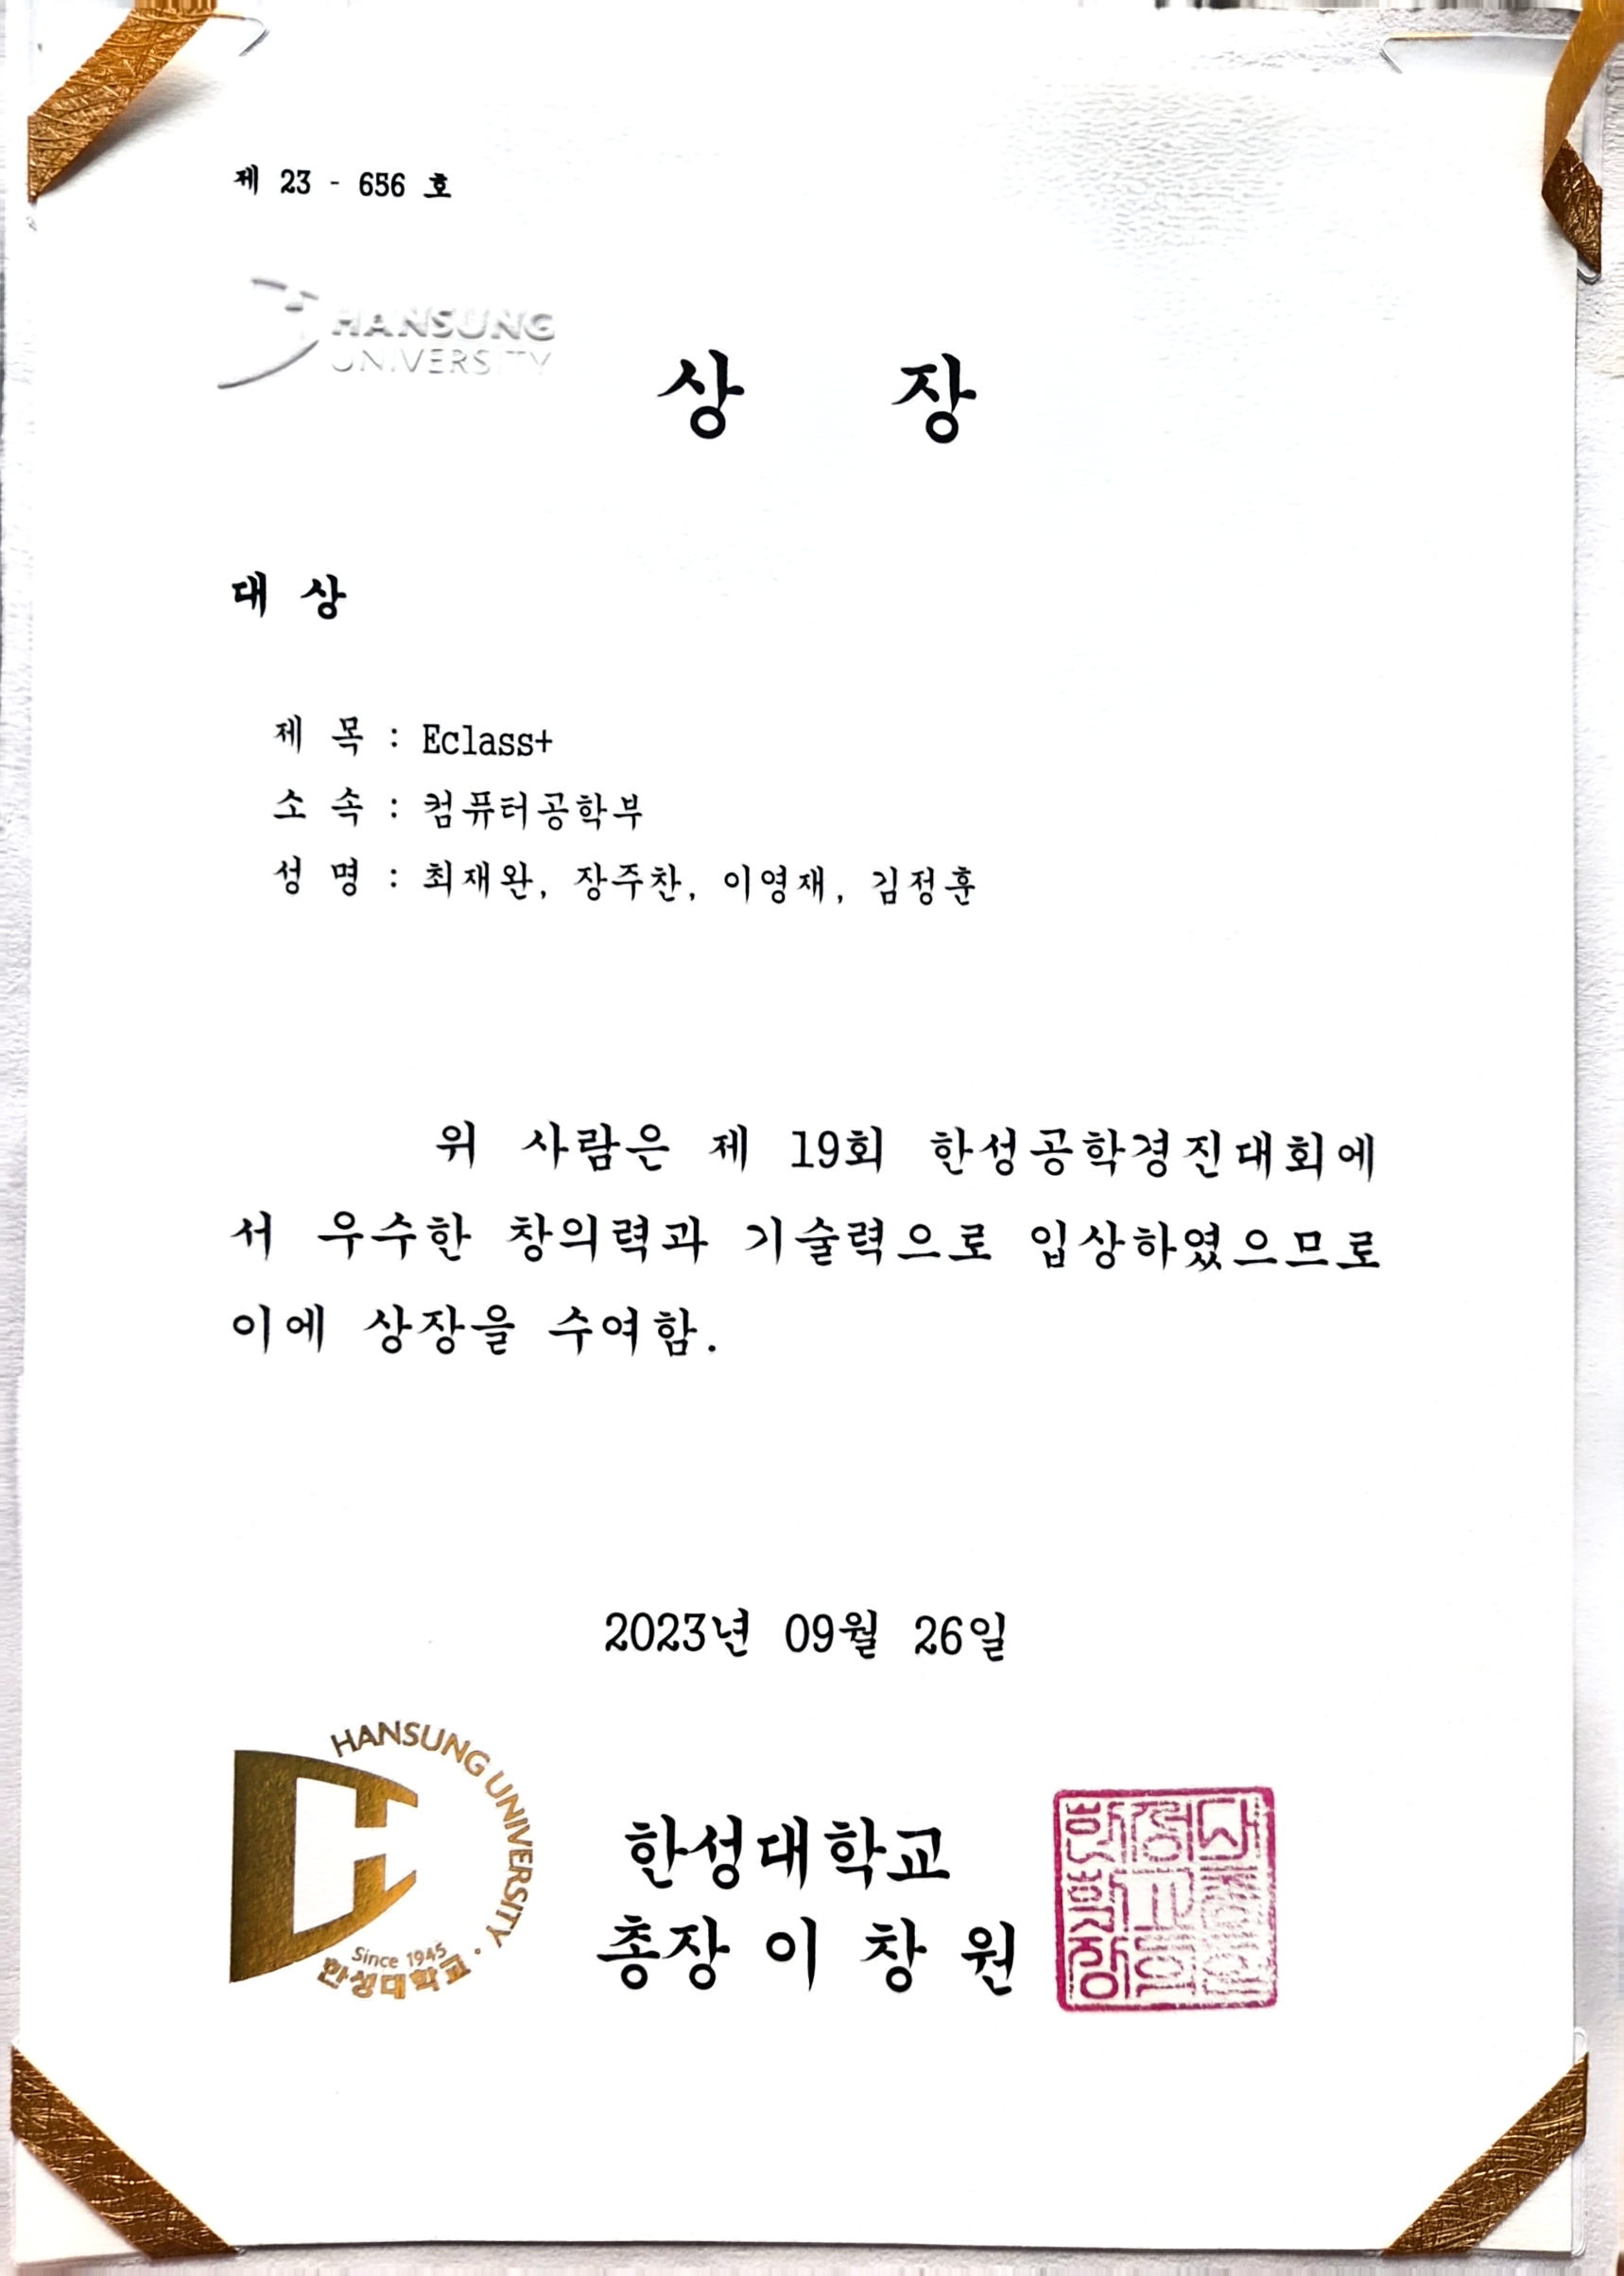 제 23 - 656 호
HANSUNG
UNIVERSITY
상 장
대 상
제 목 : Eclass+
소 속 : 컴퓨터공학부
성 명 : 최재완, 장주찬, 이영재, 김정훈
위 사람은 제 19회 한성공학경진대회에
서 우수한 창의력과 기술력으로 입상하였으므로
이에 상장을 수여함.
2023년 09월 26일
HANSUNG UNIVERSITY
Since 1945
한성대학교
한성대학교
총장 이 창 원